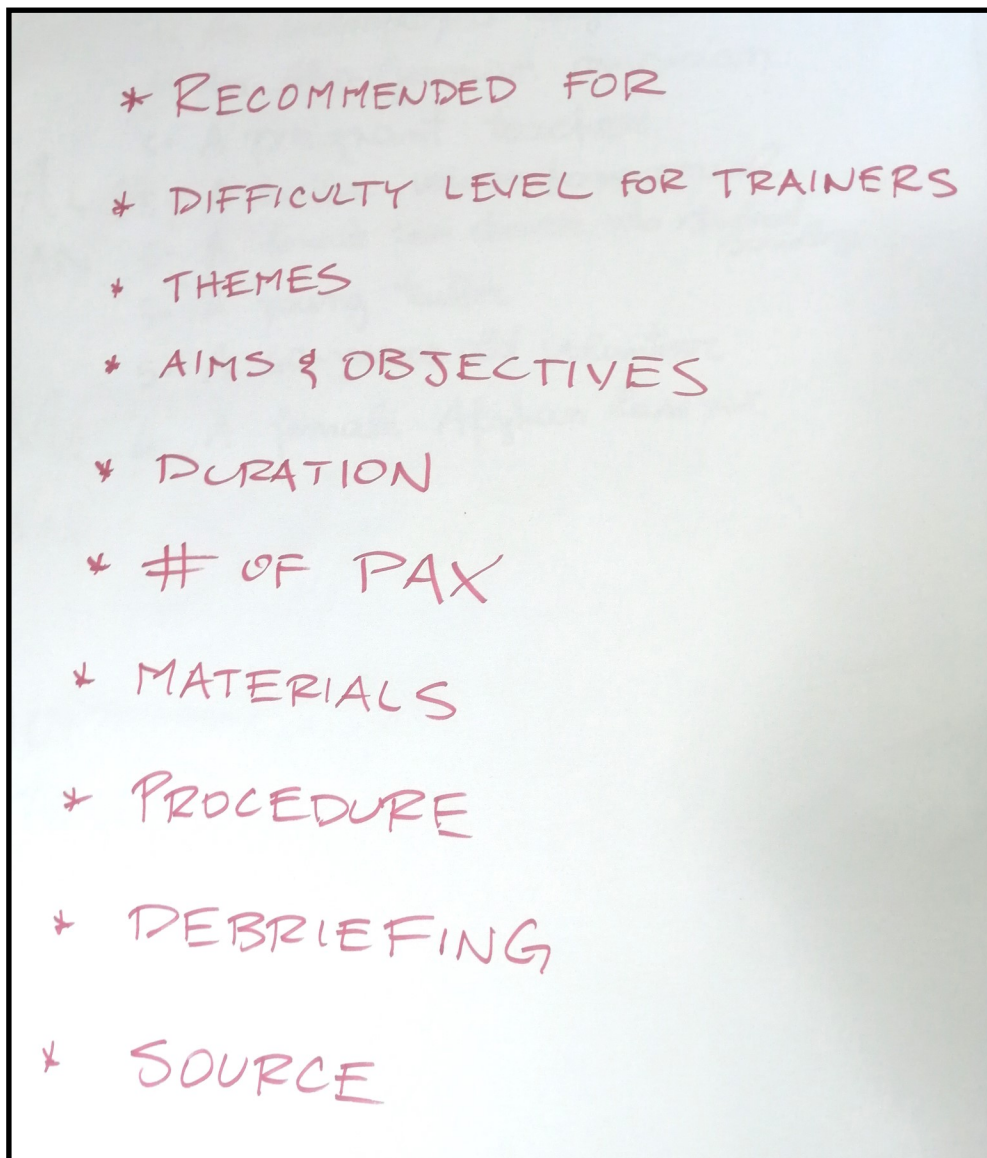 * RECOMMENDED FOR
* DIFFICULTY LEVEL FOR TRAINERS
* THEMES
* AIMS & OBJECTIVES
* DURATION
* # OF PAX
* MATERIALS
* PROCEDURE
* DEBRIEFING
* SOURCE